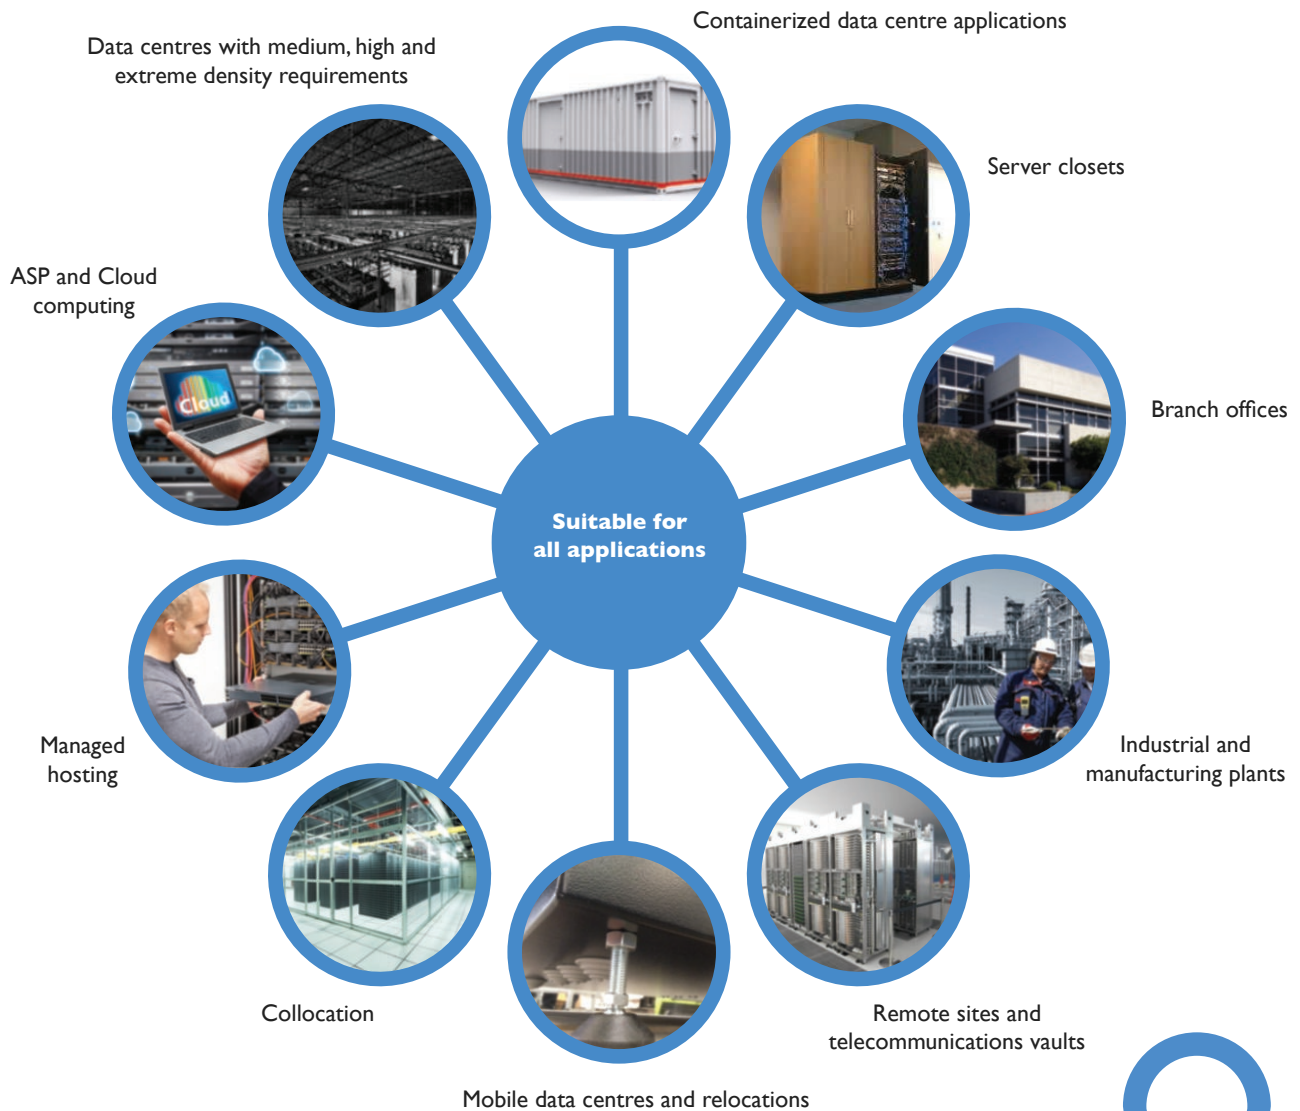 Containerized data centre applications
Data centres with medium, high and
extreme density requirements
Server closets
ASP and Cloud
computing
Cloud
Branch offices
Suitable for
all applications
Managed
hosting
Industrial and
manufacturing plants
Collocation
Remote sites and
telecommunications vaults
Mobile data centres and relocations